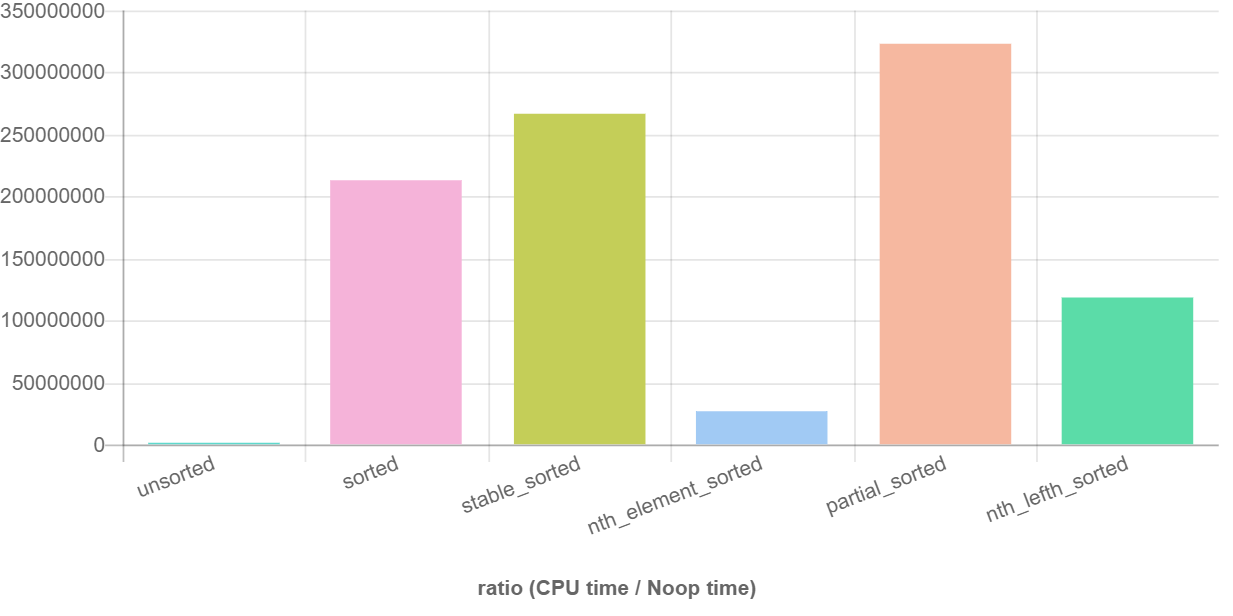 350000000
300000000
250000000
200000000
150000000
100000000
50000000
0
unsorted
sorted
stable_sorted
nth_element_sorted
partial_sorted
nth_lefth_sorted
ratio (CPU time / Noop time)